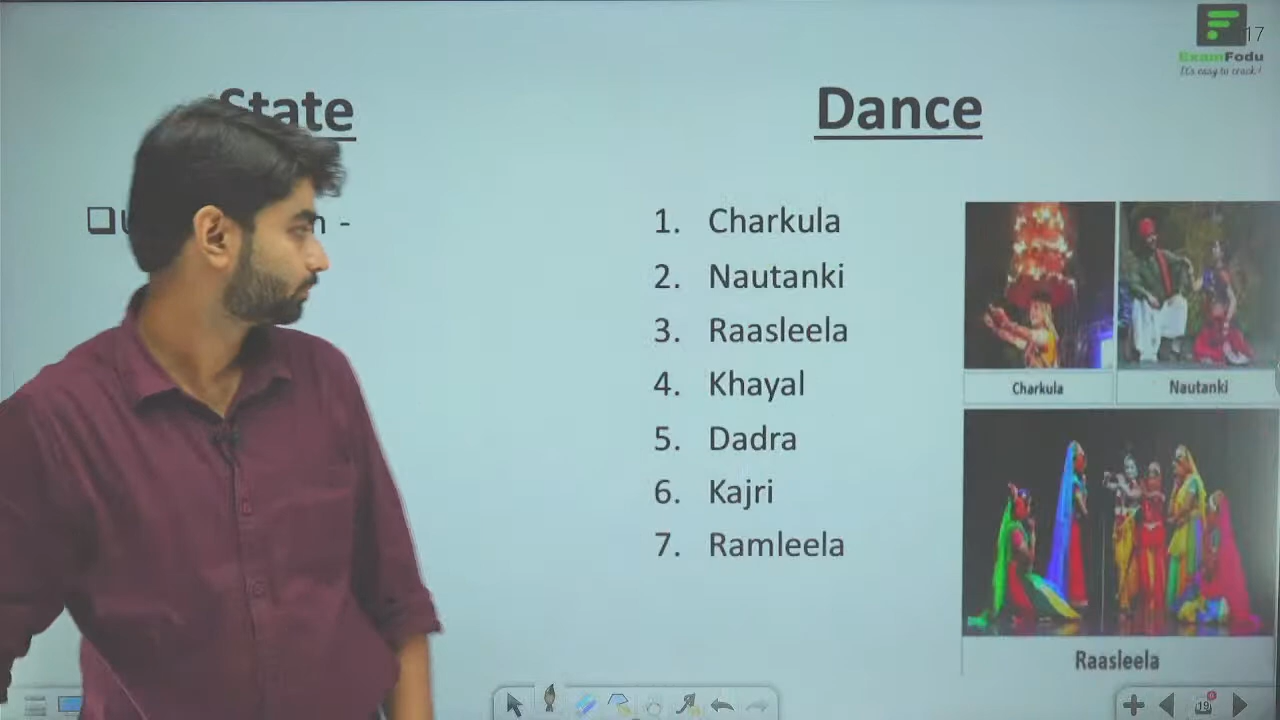 17
ExamFodu
It's easy to crack!
State
Dance
n -
1. Charkula
2. Nautanki
3. Raasleela
4. Khayal
5. Dadra
6. Kajri
7. Ramleela
Charkula
Nautanki
Raasleela
19